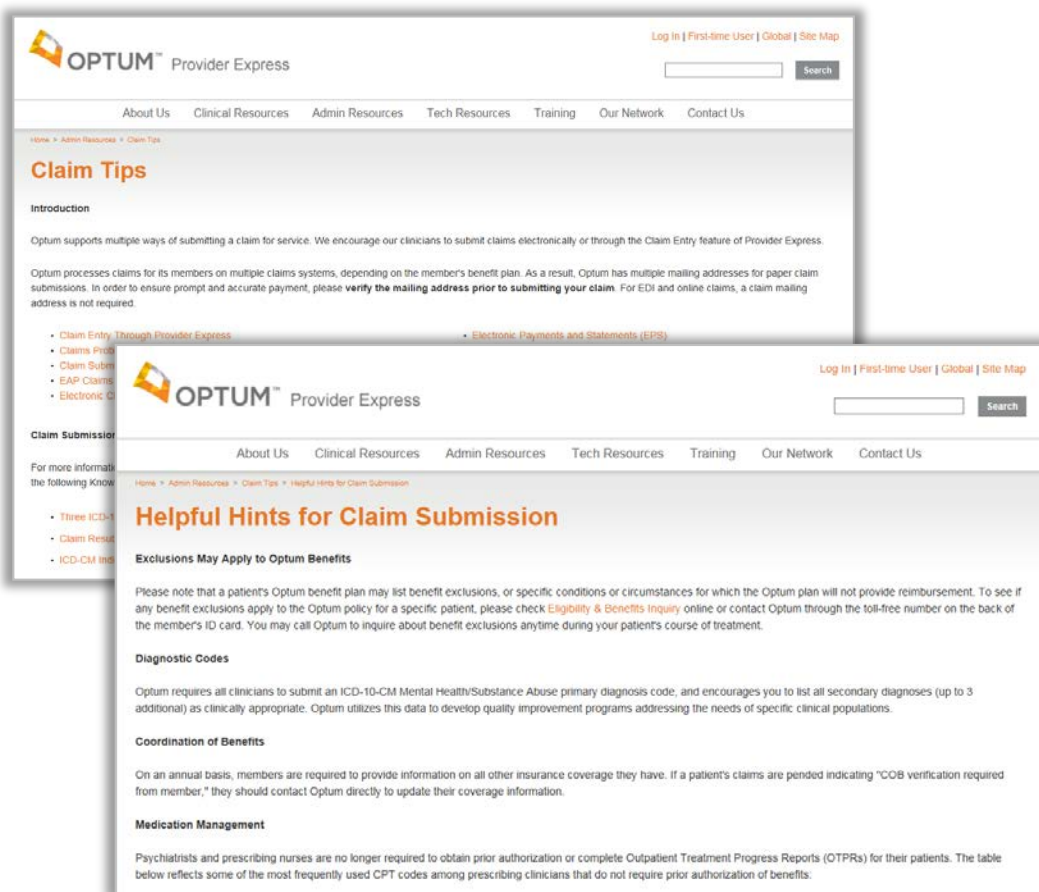 OPTUM™ Provider Express
Log In | First-time User | Global | Site Map
Search
About Us Clinical Resources Admin Resources Tech Resources Training Our Network Contact Us
Home > Admin Resources > Claim Tips
Claim Tips
Introduction
Optum supports multiple ways of submitting a claim for service. We encourage our clinicians to submit claims electronically or through the Claim Entry feature of Provider Express.
Optum processes claims for its members on multiple claims systems, depending on the member's benefit plan. As a result, Optum has multiple mailing addresses for paper claim
submissions. In order to ensure prompt and accurate payment, please verify the mailing address prior to submitting your claim. For EDI and online claims, a claim mailing
address is not required.
• Claim Entry Through Provider Express
• Claims Prob
• Claim Subm
• EAP Claims
• Electronic C
• Electronic Payments and Statements (EPS)
Claim Submission
For more informati
the following Know
• Three ICD-1
• Claim Resub
• ICD-CM Indi
OPTUM™ Provider Express
Log In | First-time User | Global | Site Map
Search
About Us Clinical Resources Admin Resources Tech Resources Training Our Network Contact Us
Home > Admin Resources > Claim Tips > Helpful Hints for Claim Submission
Helpful Hints for Claim Submission
Exclusions May Apply to Optum Benefits
Please note that a patient's Optum benefit plan may list benefit exclusions, or specific conditions or circumstances for which the Optum plan will not provide reimbursement. To see if
any benefit exclusions apply to the Optum policy for a specific patient, please check Eligibility & Benefits Inquiry online or contact Optum through the toll-free number on the back of
the member's ID card. You may call Optum to inquire about benefit exclusions anytime during your patient's course of treatment.
Diagnostic Codes
Optum requires all clinicians to submit an ICD-10-CM Mental Health/Substance Abuse primary diagnosis code, and encourages you to list all secondary diagnoses (up to 3
additional) as clinically appropriate. Optum utilizes this data to develop quality improvement programs addressing the needs of specific clinical populations.
Coordination of Benefits
On an annual basis, members are required to provide information on all other insurance coverage they have. If a patient's claims are pended indicating "COB verification required
from member," they should contact Optum directly to update their coverage information.
Medication Management
Psychiatrists and prescribing nurses are no longer required to obtain prior authorization or complete Outpatient Treatment Progress Reports (OTPRs) for their patients. The table
below reflects some of the most frequently used CPT codes among prescribing clinicians that do not require prior authorization of benefits: